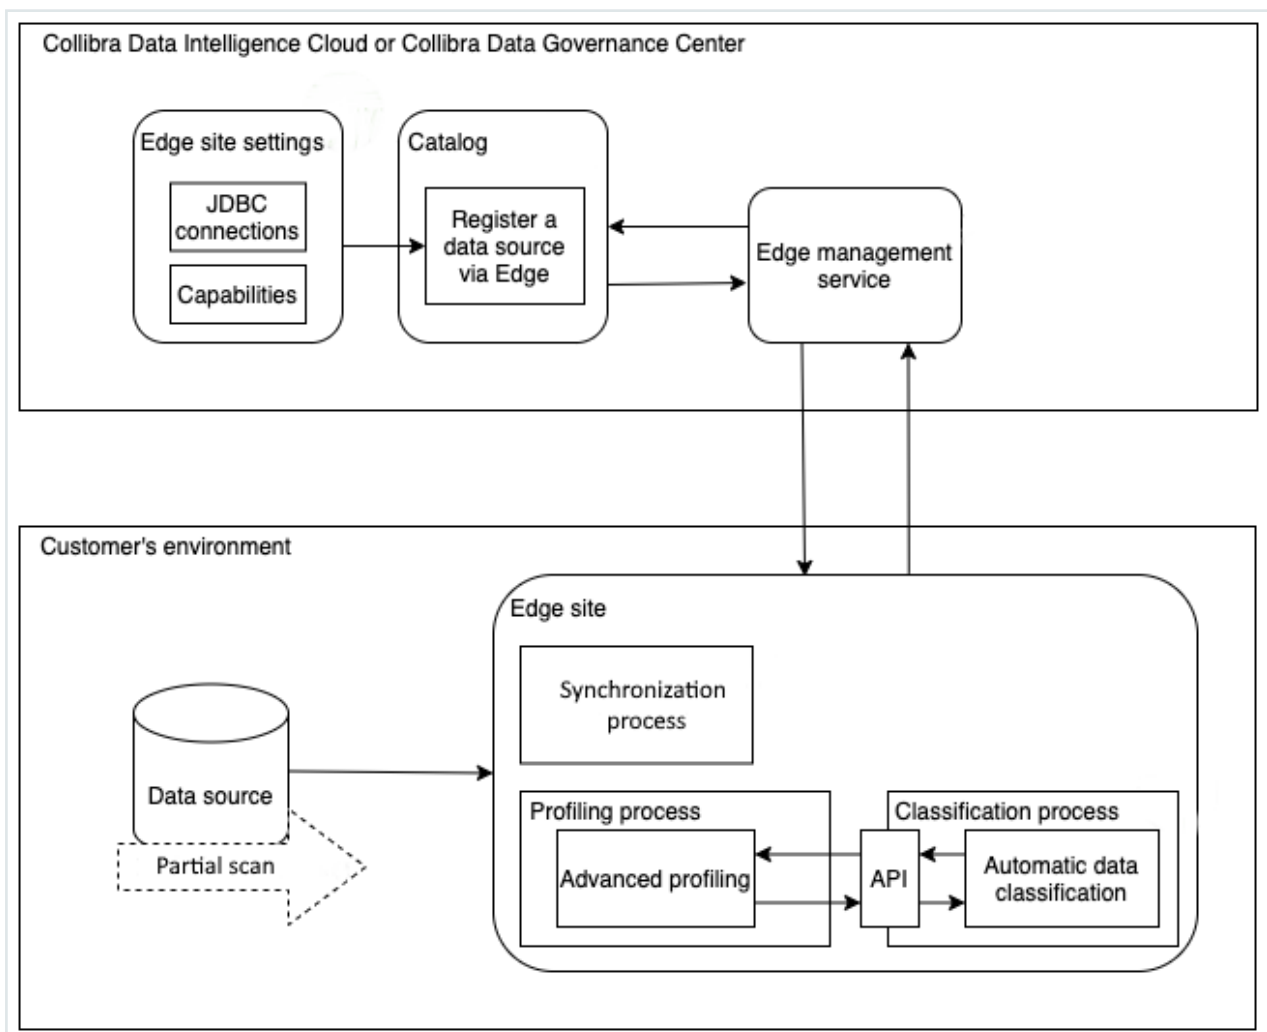 Collibra Data Intelligence Cloud or Collibra Data Governance Center
Edge site settings
JDBC
connections
Capabilities
Catalog
Register a
data source
via Edge
Edge management
service
Customer's environment
Edge site
Synchronization
process
Data source
Partial scan
Profiling process
Advanced profiling
API
Classification process
Automatic data
classification